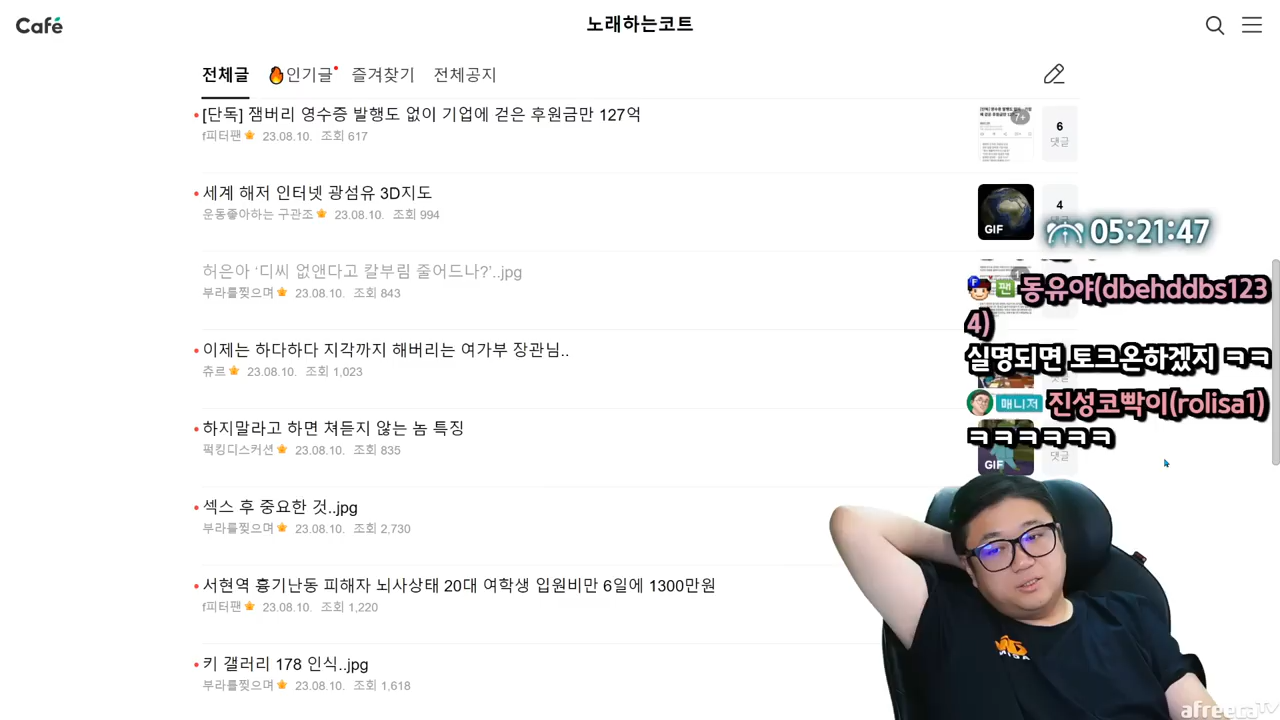 Café
노래하는코트
전체글 인기글 즐겨찾기 전체공지
[단독] 잼버리 영수증 발행도 없이 기업에 걷은 후원금만 127억
f피터팬 23.08.10. 조회 617
7+
6
댓글
세계 해저 인터넷 광섬유 3D지도
운동좋아하는 구관조 23.08.10. 조회 994
GIF
4
05:21:47
허은아 ‘디씨 없앤다고 칼부림 줄어드나?’..jpg
부라를찢으며 23.08.10. 조회 843
팬 동유야(dbehddbs123
4)
실명되면 토크온하겠지 ㅋㅋ
이제는 하다하다 지각까지 해버리는 여가부 장관님..
츄르 23.08.10. 조회 1,023
매니저 진성코빡이(rolisa1)
ㅋㅋㅋㅋㅋㅋ
하지말라고 하면 쳐듣지 않는 놈 특징
퍽킹디스커션 23.08.10. 조회 835
GIF
댓글
섹스 후 중요한 것..jpg
부라를찢으며 23.08.10. 조회 2,730
서현역 흉기난동 피해자 뇌사상태 20대 여학생 입원비만 6일에 1300만원
f피터팬 23.08.10. 조회 1,220
키 갤러리 178 인식..jpg
부라를찢으며 23.08.10. 조회 1,618
afreecaTV